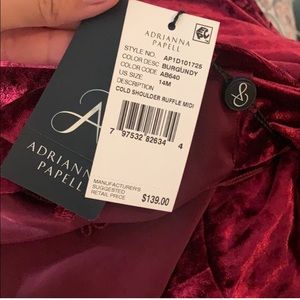 ADRIANNA
PAPELL
STYLE NO. AP1D101725
COLOR DESC BURGUNDY
COLOR CODE AB640
US SIZE 14M
DESCRIPTION
COLD SHOULDER RUFFLE MIDI
7 97532 82634 4
MANUFACTURER'S
SUGGESTED
RETAIL PRICE $139.00
A
ADRIANNA
PAPELL